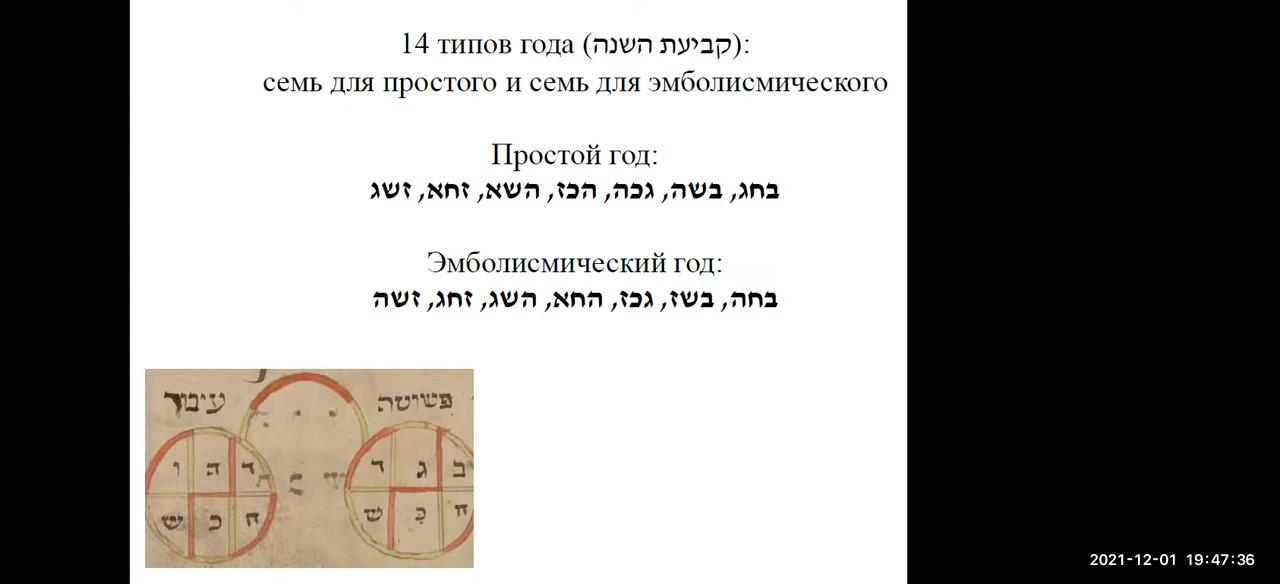 14 типов года (קביעת השנה):
семь для простого и семь для эмболисмического
Простой год:
בחג, בשה, גכה, הכז, השא, זחא, זשג
Эмболисмический год:
בחה, בשז, גכז, החא, השג, זחג, זשה
פשוטה עיבור
ב ג ד
ד ה ו
ח כ ש
ח כ ש
2021-12-01 19:47:36